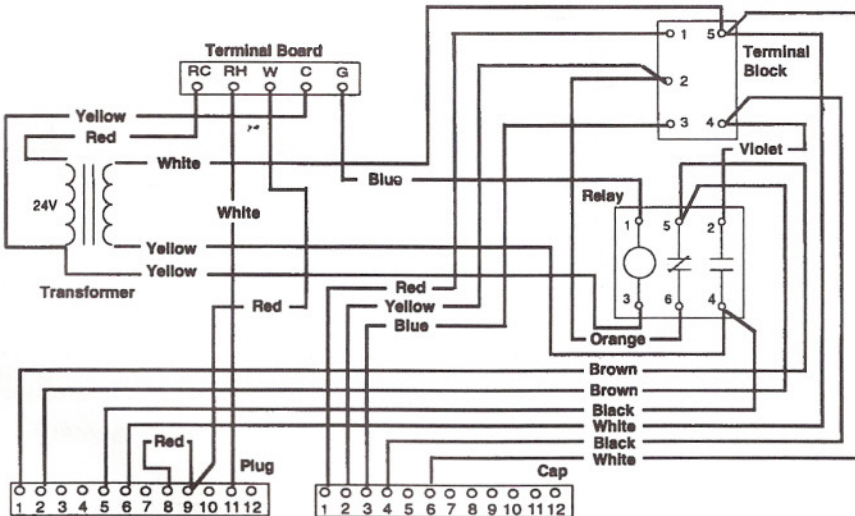 Terminal Board
RC RH W C G
1 5
Terminal
Block
2
3 4
Yellow
Red
White
Violet
Blue
24V
White
Relay
1 5 2
Yellow
Yellow
Transformer
Red
Red
Yellow
Blue
3 6 4
Orange
Brown
Brown
Black
White
Black
White
Red
Plug
Cap
1 2 3 4 5 6 7 8 9 10 11 12
1 2 3 4 5 6 7 8 9 10 11 12